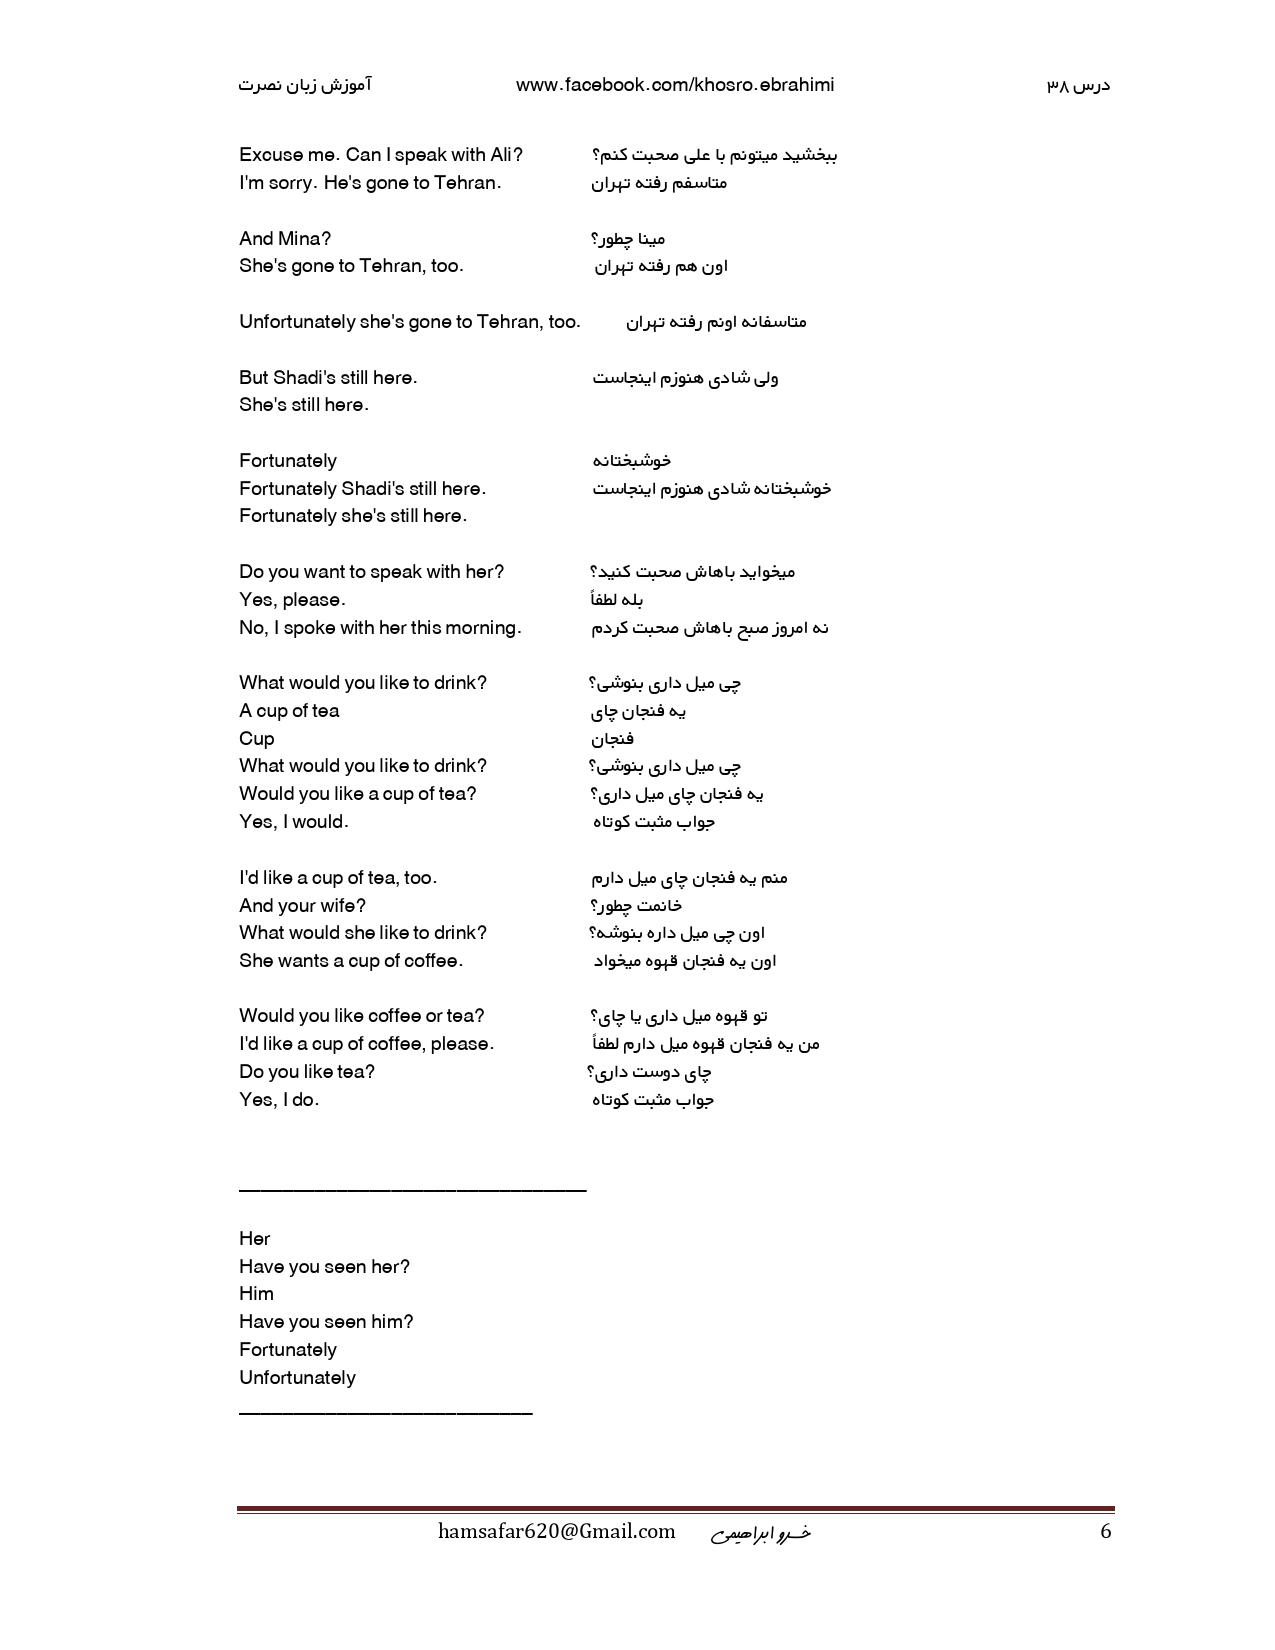 آموزش زبان نصرت www.facebook.com/khosro.ebrahimi درس ۳۸
Excuse me. Can I speak with Ali? ببخشید میتونم با علی صحبت کنم؟
I'm sorry. He's gone to Tehran. متاسفم رفته تهران
And Mina? مینا چطور؟
She's gone to Tehran, too. اون هم رفته تهران
Unfortunately she's gone to Tehran, too. متاسفانه اونم رفته تهران
But Shadi's still here. ولی شادی هنوزم اینجاست
She's still here.
Fortunately خوشبختانه
Fortunately Shadi's still here. خوشبختانه شادی هنوزم اینجاست
Fortunately she's still here.
Do you want to speak with her? میخواید باهاش صحبت کنید؟
Yes, please. بله لطفاً
No, I spoke with her this morning. نه امروز صبح باهاش صحبت کردم
What would you like to drink? چی میل داری بنوشی؟
A cup of tea یه فنجان چای
Cup فنجان
What would you like to drink? چی میل داری بنوشی؟
Would you like a cup of tea? یه فنجان چای میل داری؟
Yes, I would. جواب مثبت کوتاه
I'd like a cup of tea, too. منم یه فنجان چای میل دارم
And your wife? خانمت چطور؟
What would she like to drink? اون چی میل داره بنوشه؟
She wants a cup of coffee. اون یه فنجان قهوه میخواد
Would you like coffee or tea? تو قهوه میل داری یا چای؟
I'd like a cup of coffee, please. من یه فنجان قهوه میل دارم لطفاً
Do you like tea? چای دوست داری؟
Yes, I do. جواب مثبت کوتاه
Her
Have you seen her?
Him
Have you seen him?
Fortunately
Unfortunately
hamsafar620@Gmail.com خسرو ابراهیمی 6